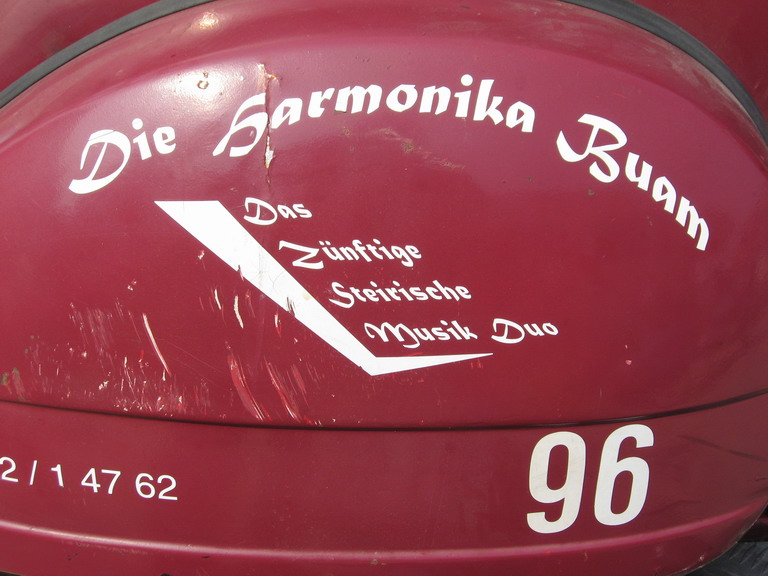 Die Harmonika Buam
Das
Zünftige
Steirische
Musik Duo
2 / 1 47 62
96